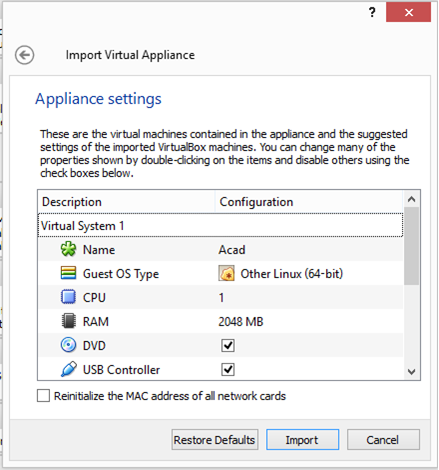 ?
Import Virtual Appliance
Appliance settings
These are the virtual machines contained in the appliance and the suggested
settings of the imported VirtualBox machines. You can change many of the
properties shown by double-clicking on the items and disable others using the
check boxes below.
Description Configuration
Virtual System 1
Name Acad
Guest OS Type Other Linux (64-bit)
CPU 1
RAM 2048 MB
DVD
USB Controller
Reinitialize the MAC address of all network cards
Restore Defaults Import Cancel